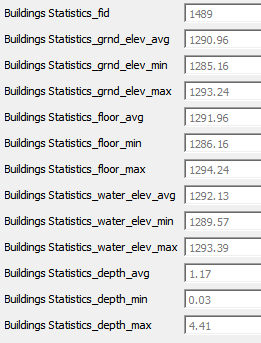 Buildings Statistics_fid 1489
Buildings Statistics_grnd_elev_avg 1290.96
Buildings Statistics_grnd_elev_min 1285.16
Buildings Statistics_grnd_elev_max 1293.24
Buildings Statistics_floor_avg 1291.96
Buildings Statistics_floor_min 1286.16
Buildings Statistics_floor_max 1294.24
Buildings Statistics_water_elev_avg 1292.13
Buildings Statistics_water_elev_min 1289.57
Buildings Statistics_water_elev_max 1293.39
Buildings Statistics_depth_avg 1.17
Buildings Statistics_depth_min 0.03
Buildings Statistics_depth_max 4.41